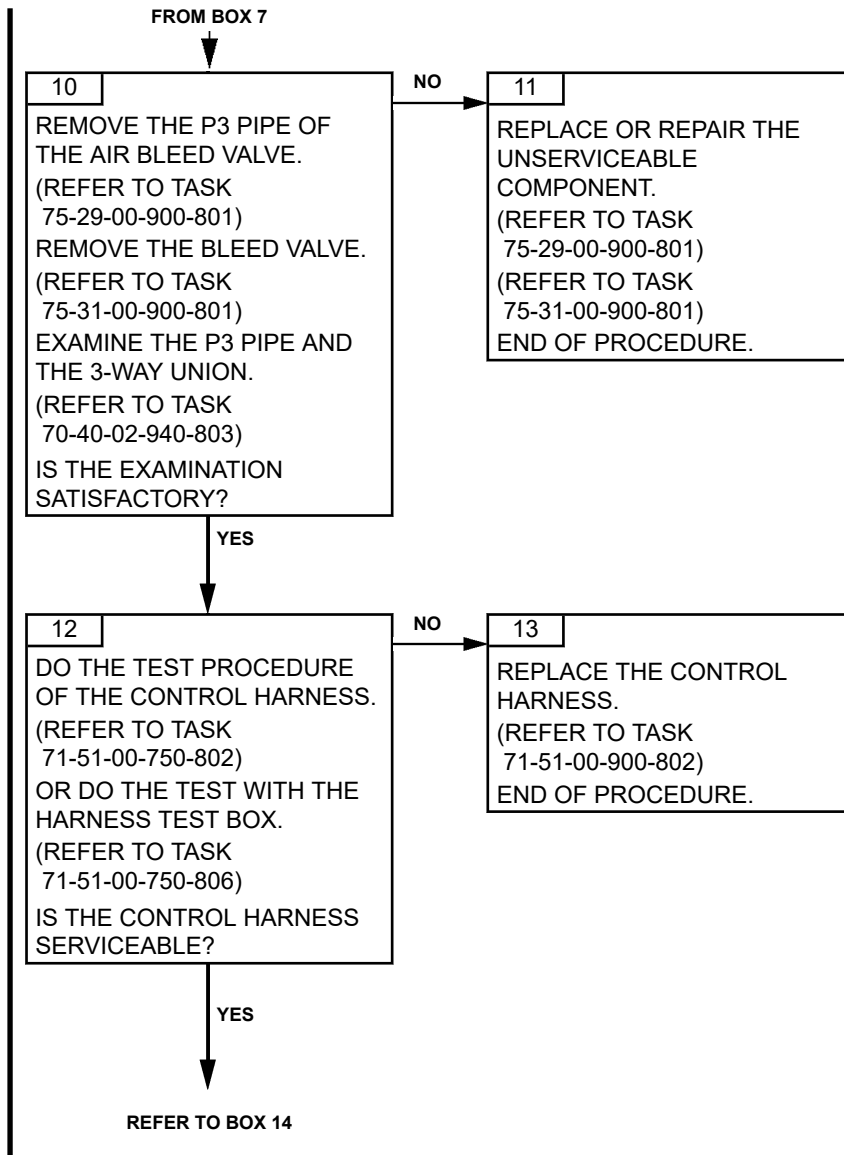 FROM BOX 7
10
REMOVE THE P3 PIPE OF
THE AIR BLEED VALVE.
(REFER TO TASK
75-29-00-900-801)
REMOVE THE BLEED VALVE.
(REFER TO TASK
75-31-00-900-801)
EXAMINE THE P3 PIPE AND
THE 3-WAY UNION.
(REFER TO TASK
70-40-02-940-803)
IS THE EXAMINATION
SATISFACTORY?
NO
11
REPLACE OR REPAIR THE
UNSERVICEABLE
COMPONENT.
(REFER TO TASK
75-29-00-900-801)
(REFER TO TASK
75-31-00-900-801)
END OF PROCEDURE.
YES
12
DO THE TEST PROCEDURE
OF THE CONTROL HARNESS.
(REFER TO TASK
71-51-00-750-802)
OR DO THE TEST WITH THE
HARNESS TEST BOX.
(REFER TO TASK
71-51-00-750-806)
IS THE CONTROL HARNESS
SERVICEABLE?
NO
13
REPLACE THE CONTROL
HARNESS.
(REFER TO TASK
71-51-00-900-802)
END OF PROCEDURE.
YES
REFER TO BOX 14